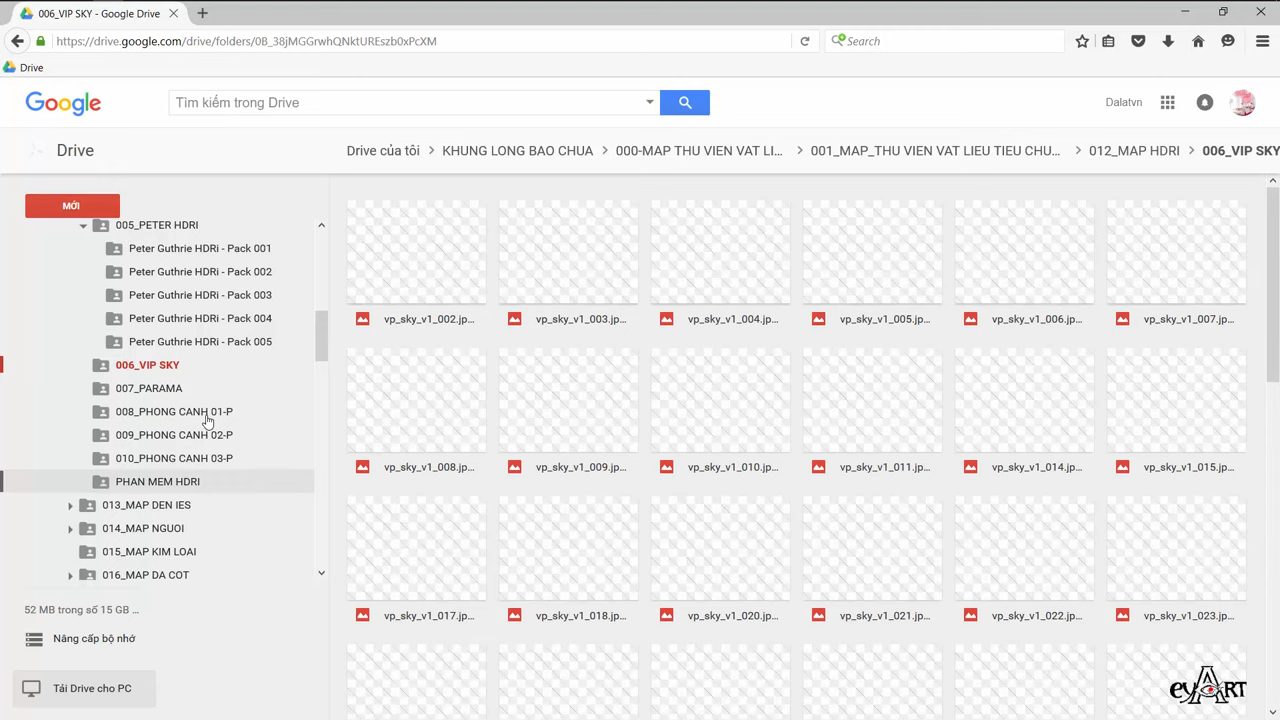 006_VIP SKY - Google Drive
https://drive.google.com/drive/folders/0B_38jMGGrwhQNktUREszb0xPcXM
Search
Drive
Google
Tìm kiếm trong Drive
Dalatvn
Drive
Drive của tôi
KHUNG LONG BAO CHUA
000-MAP THU VIEN VAT LI...
001_MAP_THU VIEN VAT LIEU TIEU CHU...
012_MAP HDRI
006_VIP SKY
MỚI
005_PETER HDRI
Peter Guthrie HDRi - Pack 001
Peter Guthrie HDRi - Pack 002
Peter Guthrie HDRi - Pack 003
Peter Guthrie HDRi - Pack 004
Peter Guthrie HDRi - Pack 005
006_VIP SKY
007_PARAMA
008_PHONG CANH 01-P
009_PHONG CANH 02-P
010_PHONG CANH 03-P
PHAN MEM HDRI
013_MAP DEN IES
014_MAP NGUOI
015_MAP KIM LOAI
016_MAP DA COT
52 MB trong số 15 GB ...
Nâng cấp bộ nhớ
Tải Drive cho PC
vp_sky_v1_002.jp...
vp_sky_v1_003.jp...
vp_sky_v1_004.jp...
vp_sky_v1_005.jp...
vp_sky_v1_006.jp...
vp_sky_v1_007.jp...
vp_sky_v1_008.jp...
vp_sky_v1_009.jp...
vp_sky_v1_010.jp...
vp_sky_v1_011.jp...
vp_sky_v1_014.jp...
vp_sky_v1_015.jp...
vp_sky_v1_017.jp...
vp_sky_v1_018.jp...
vp_sky_v1_020.jp...
vp_sky_v1_021.jp...
vp_sky_v1_022.jp...
vp_sky_v1_023.jp...
eyART